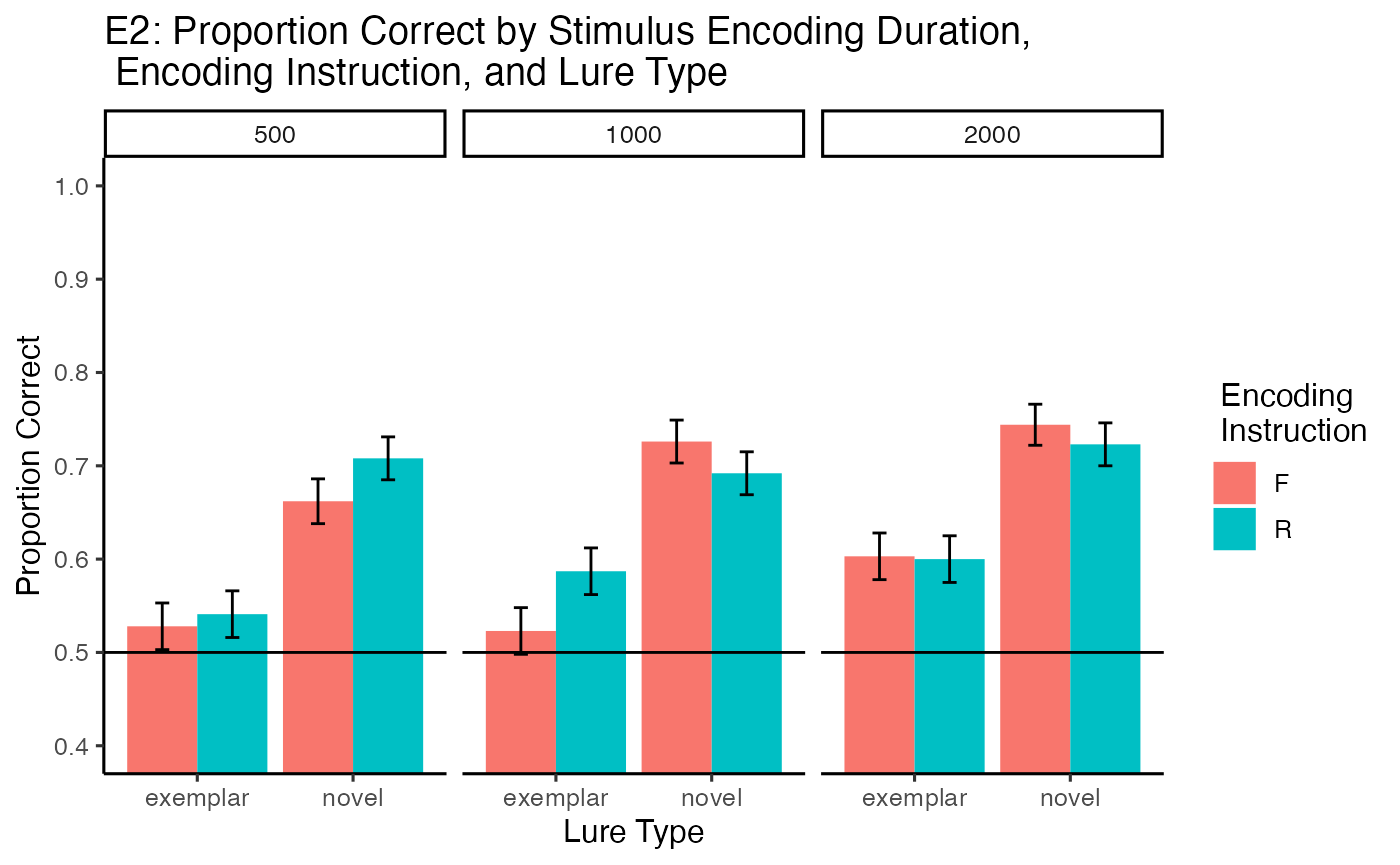 E2: Proportion Correct by Stimulus Encoding Duration,
Encoding Instruction, and Lure Type
500 1000 2000
1.0
0.9
0.8
0.7
0.6
0.5
0.4
Proportion Correct
exemplar novel exemplar novel exemplar novel
Lure Type
Encoding
Instruction
F
R